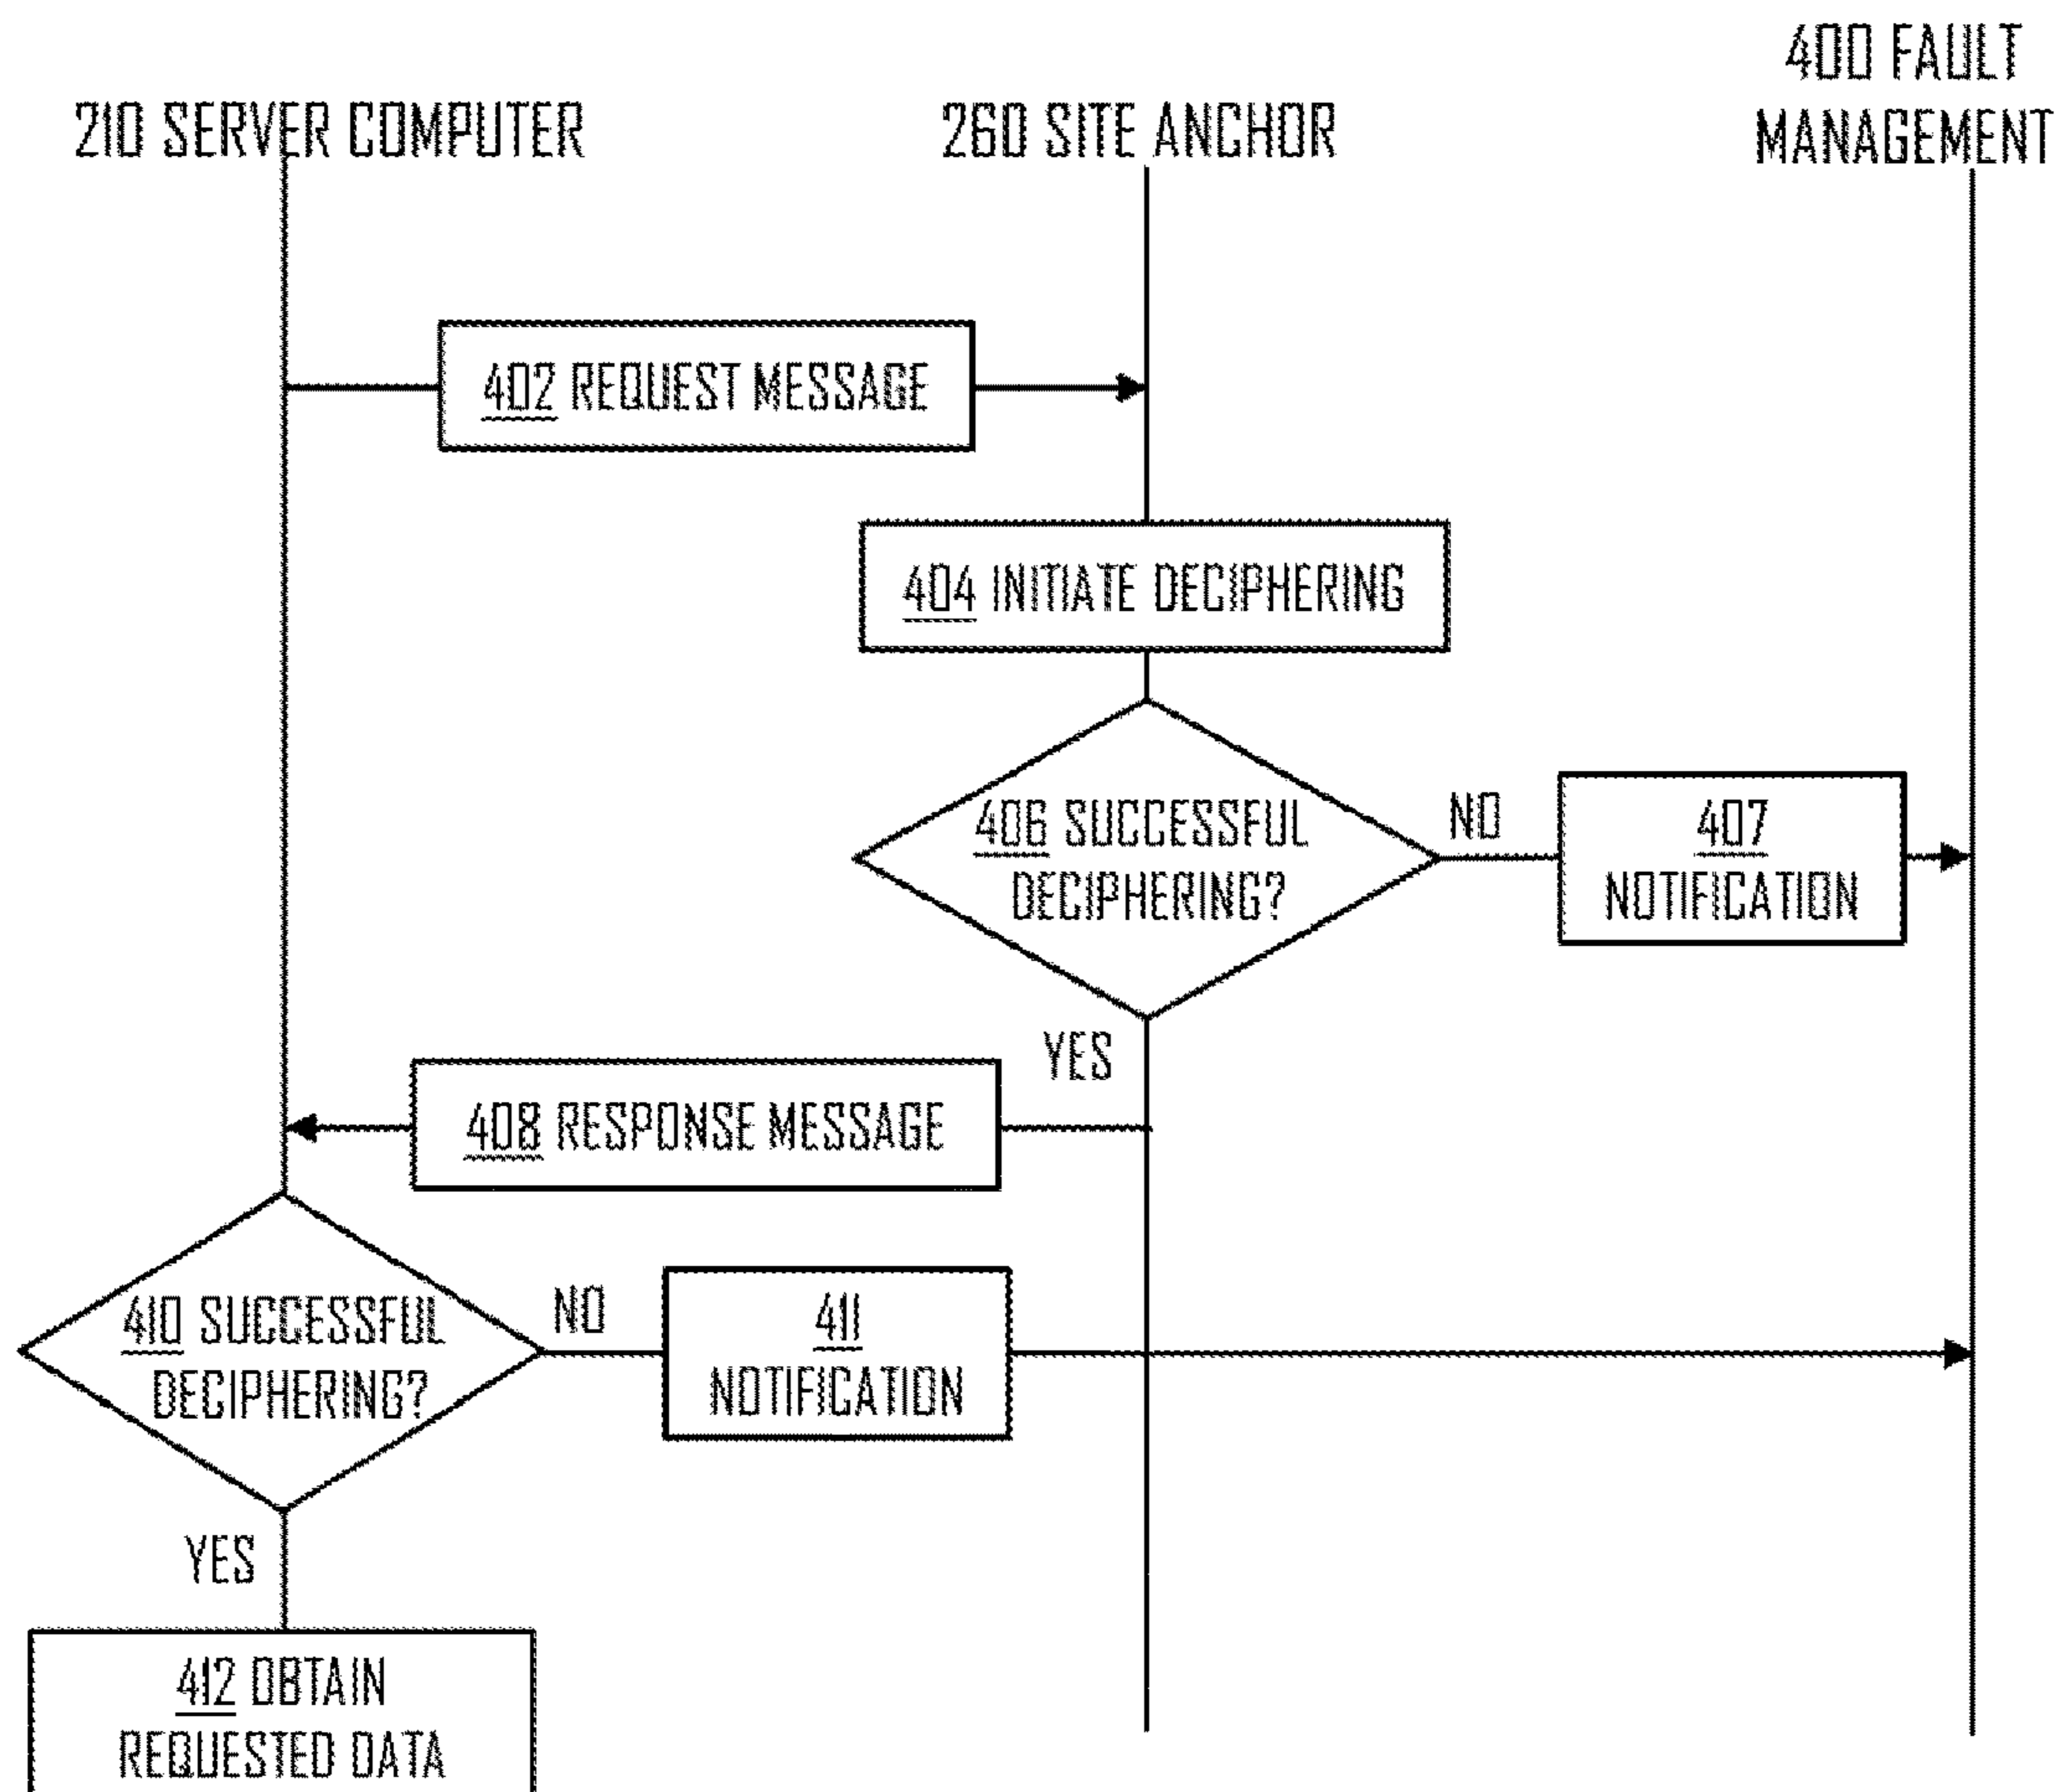 400 FAULT
MANAGEMENT
210 SERVER COMPUTER
260 SITE ANCHOR
402 REQUEST MESSAGE
404 INITIATE DECIPHERING
406 SUCCESSFUL
DECIPHERING?
NO
407
NOTIFICATION
YES
408 RESPONSE MESSAGE
410 SUCCESSFUL
DECIPHERING?
NO
411
NOTIFICATION
YES
412 OBTAIN
REQUESTED DATA